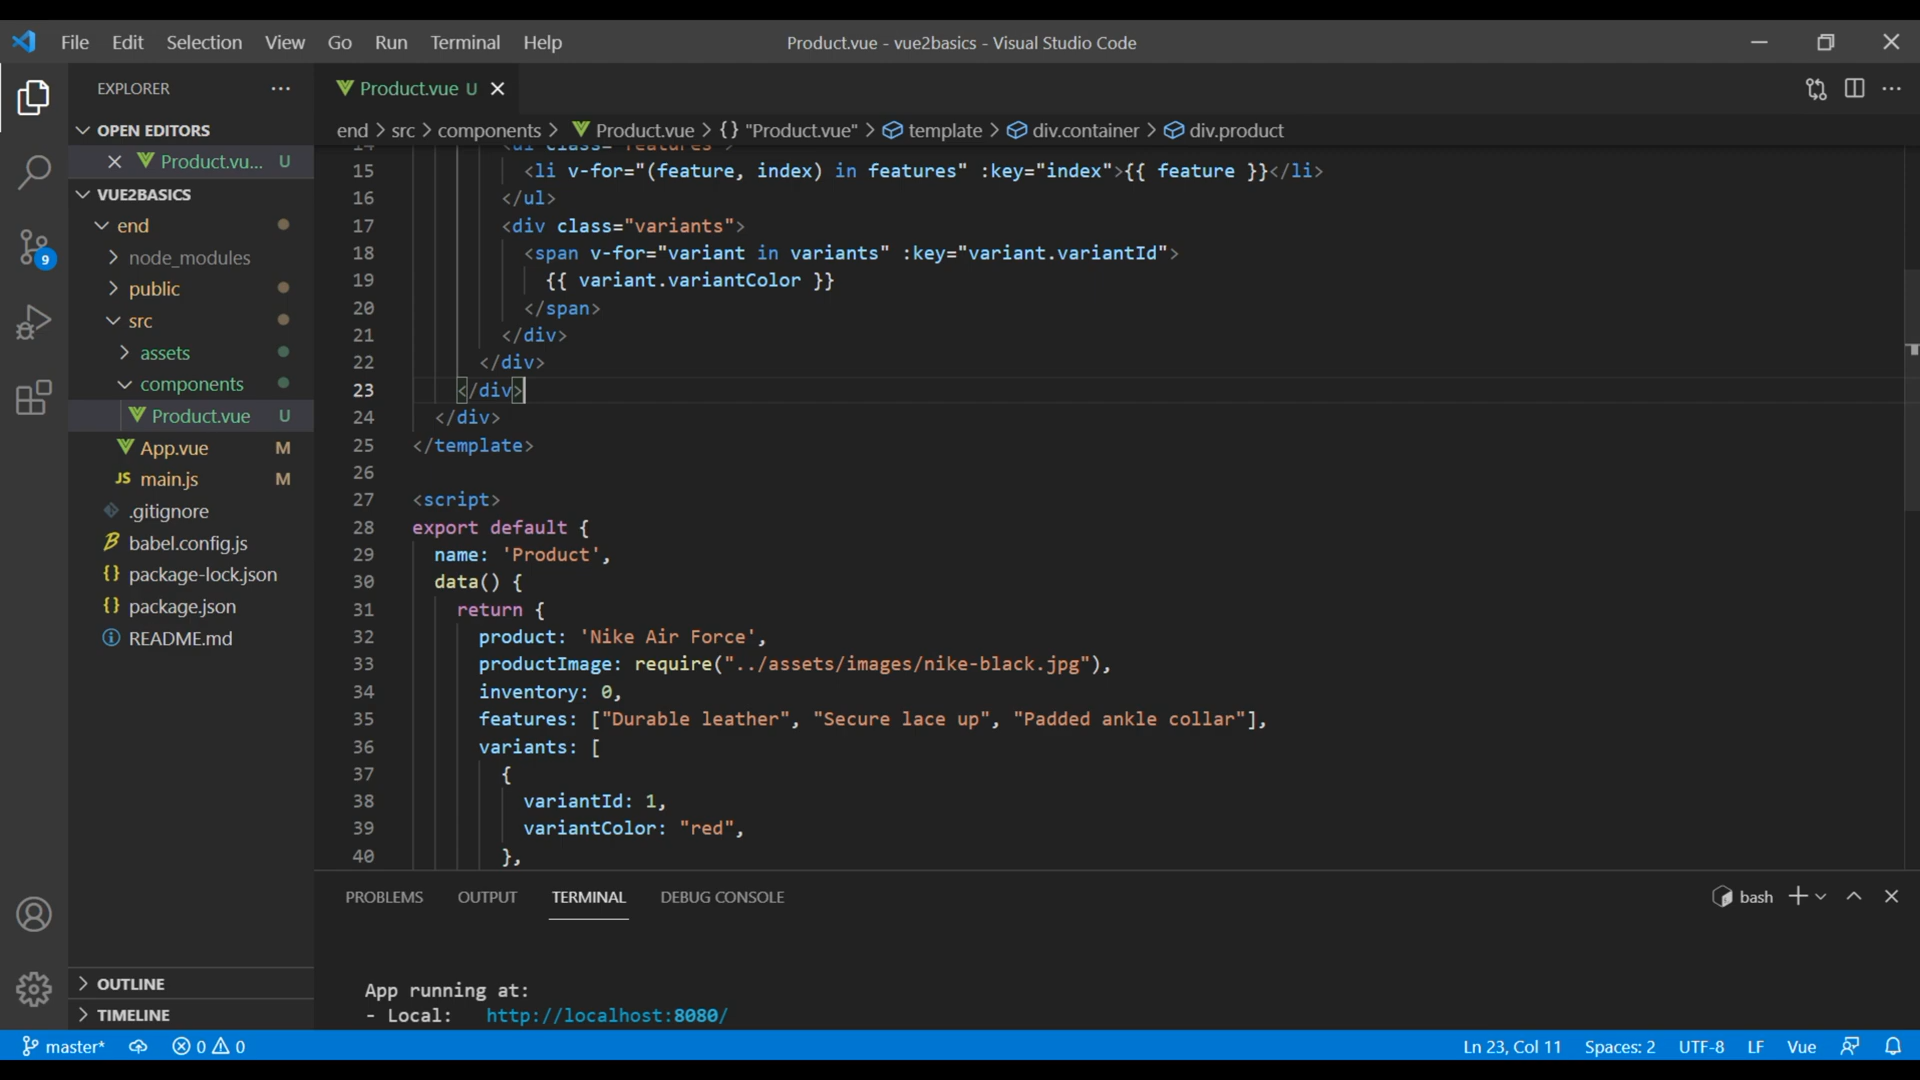 File Edit Selection View Go Run Terminal Help
Product.vue - vue2basics - Visual Studio Code
EXPLORER
OPEN EDITORS
Product.vu... U
VUE2BASICS
end
node_modules
public
src
assets
components
Product.vue U
App.vue M
JS main.js M
.gitignore
babel.config.js
{} package-lock.json
{} package.json
README.md
OUTLINE
TIMELINE
9
Product.vue U
end > src > components > Product.vue > {} "Product.vue" > template > div.container > div.product
14 <ul class="features">
15 <li v-for="(feature, index) in features" :key="index">{{ feature }}</li>
16 </ul>
17 <div class="variants">
18 <span v-for="variant in variants" :key="variant.variantId">
19 {{ variant.variantColor }}
20 </span>
21 </div>
22 </div>
23 </div>
24 </div>
25 </template>
26
27 <script>
28 export default {
29 name: 'Product',
30 data() {
31 return {
32 product: 'Nike Air Force',
33 productImage: require("../assets/images/nike-black.jpg"),
34 inventory: 0,
35 features: ["Durable leather", "Secure lace up", "Padded ankle collar"],
36 variants: [
37 {
38 variantId: 1,
39 variantColor: "red",
40 },
PROBLEMS OUTPUT TERMINAL DEBUG CONSOLE
bash
App running at:
- Local: http://localhost:8080/
master* 0 0
Ln 23, Col 11 Spaces: 2 UTF-8 LF Vue